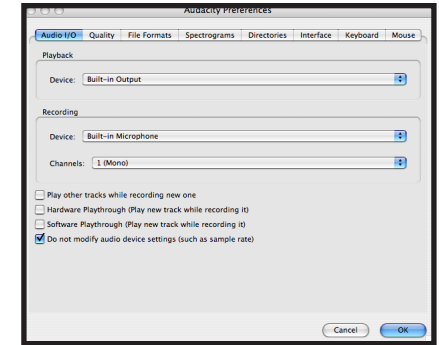 Audacity Preferences
Audio I/O Quality File Formats Spectrograms Directories Interface Keyboard Mouse
Playback
Device: Built-in Output
Recording
Device: Built-in Microphone
Channels: 1 (Mono)
Play other tracks while recording new one
Hardware Playthrough (Play new track while recording it)
Software Playthrough (Play new track while recording it)
Do not modify audio device settings (such as sample rate)
Cancel OK